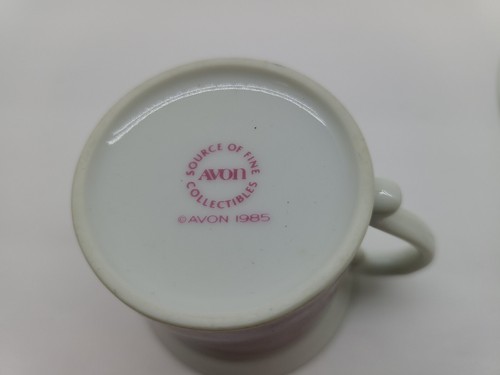 SOURCE OF FINE
AVON
COLLECTIBLES
©AVON 1985